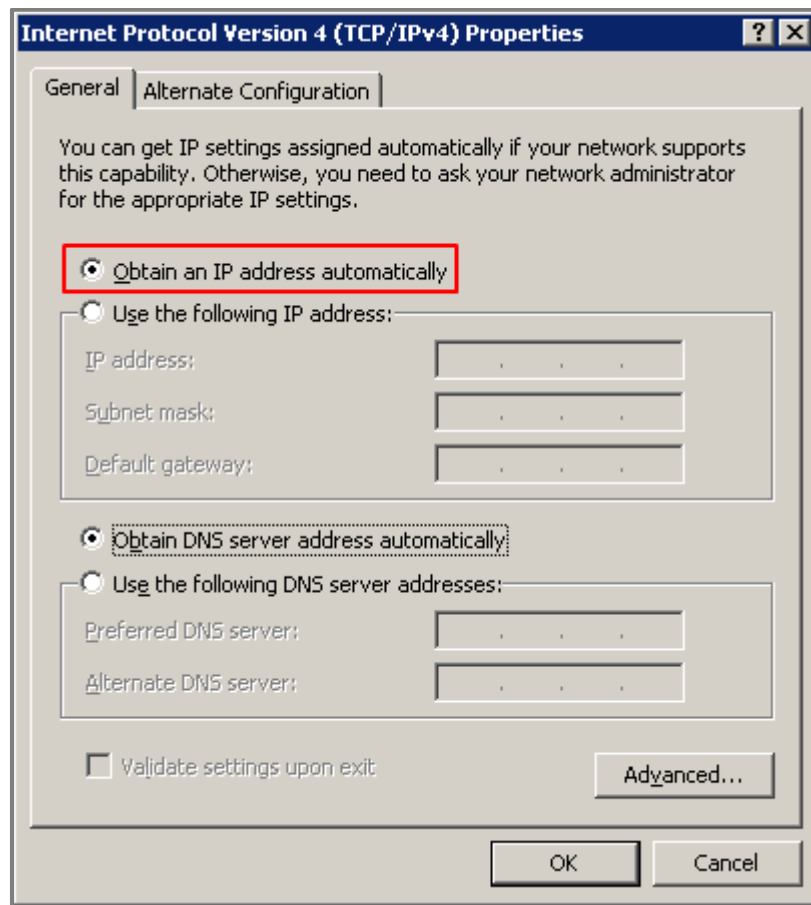 Internet Protocol Version 4 (TCP/IPv4) Properties
General
Alternate Configuration
You can get IP settings assigned automatically if your network supports
this capability. Otherwise, you need to ask your network administrator
for the appropriate IP settings.
Obtain an IP address automatically
Use the following IP address:
IP address:
Subnet mask:
Default gateway:
Obtain DNS server address automatically
Use the following DNS server addresses:
Preferred DNS server:
Alternate DNS server:
Validate settings upon exit
Advanced...
OK
Cancel